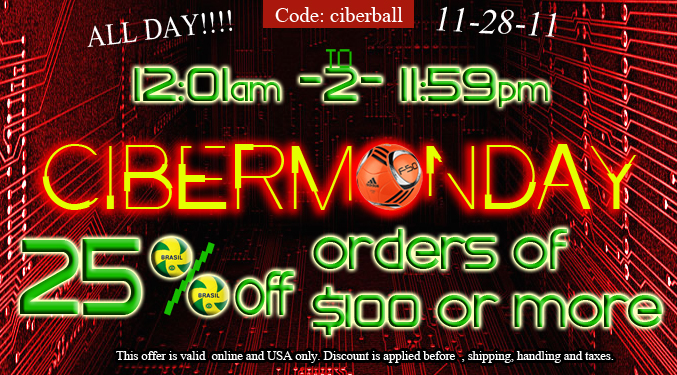 ALL DAY!!!!
Code: ciberball
11-28-11
TO
12:01am -2- 11:59pm
CIBERMONDAY
F50
adidas
25% Off
BRASIL
BRASIL
orders of
$100 or more
This offer is valid online and USA only. Discount is applied before , shipping, handling and taxes.